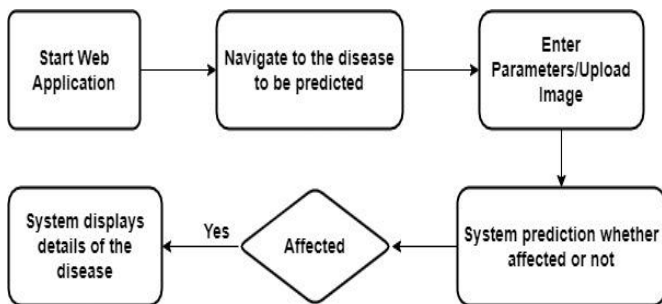 Start Web
Application
Navigate to the disease
to be predicted
Enter
Parameters/Upload
Image
System prediction whether
affected or not
Affected
Yes
System displays
details of the
disease